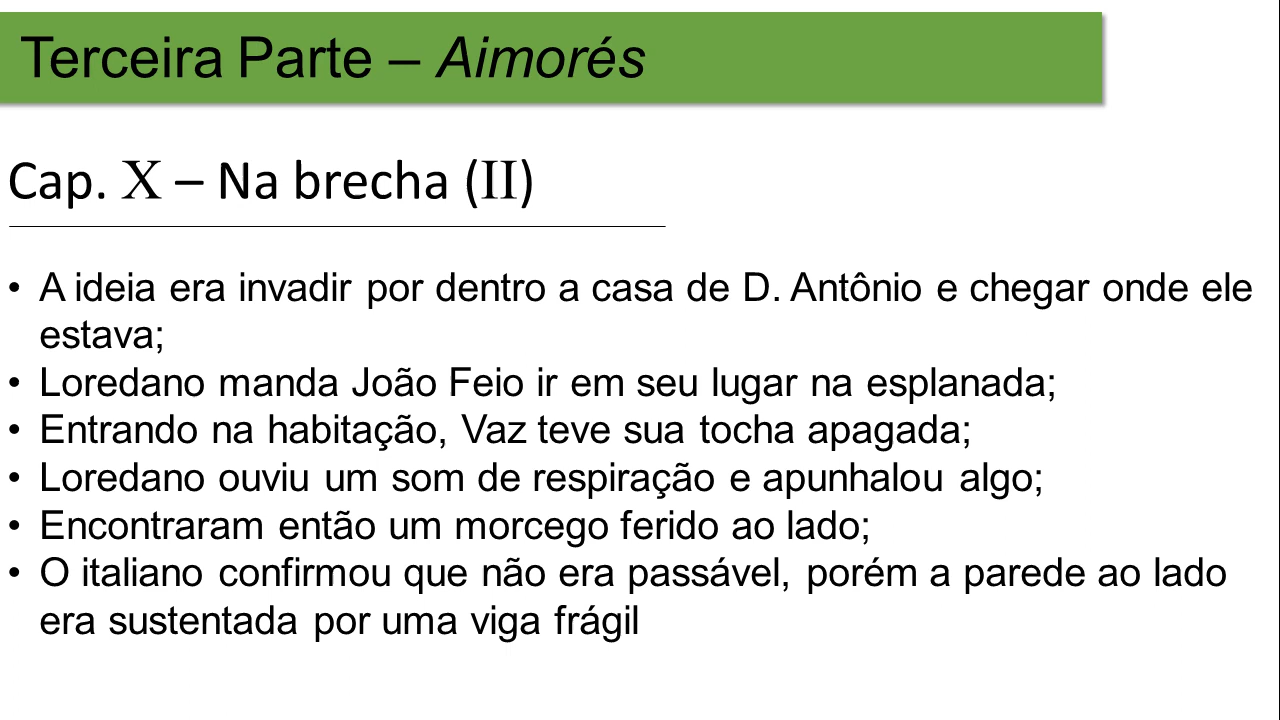 Terceira Parte – Aimorés
Cap. X – Na brecha (II)
• A ideia era invadir por dentro a casa de D. Antônio e chegar onde ele
estava;
• Loredano manda João Feio ir em seu lugar na esplanada;
• Entrando na habitação, Vaz teve sua tocha apagada;
• Loredano ouviu um som de respiração e apunhalou algo;
• Encontraram então um morcego ferido ao lado;
• O italiano confirmou que não era passável, porém a parede ao lado
era sustentada por uma viga frágil